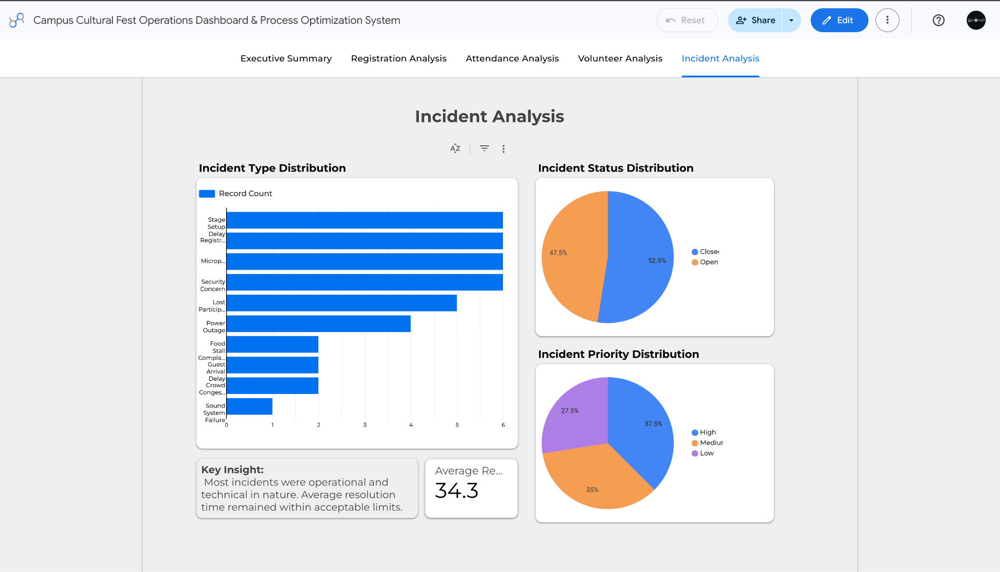 Campus Cultural Fest Operations Dashboard & Process Optimization System
Reset
Share
Edit
Executive Summary
Registration Analysis
Attendance Analysis
Volunteer Analysis
Incident Analysis
Incident Analysis
AZ
Incident Type Distribution
Record Count
Stage
Setup
Delay
Registr...
Microp...
Security
Concern
Lost
Particip...
Power
Outage
Food
Stall
Compla...
Guest
Arrival
Delay
Crowd
Conges...
Sound
System
Failure
0 1 2 3 4 5 6
Key Insight:
Most incidents were operational and
technical in nature. Average resolution
time remained within acceptable limits.
Average Re...
34.3
Incident Status Distribution
47.5%
52.5%
Closed
Open
Incident Priority Distribution
27.5%
37.5%
35%
High
Medium
Low